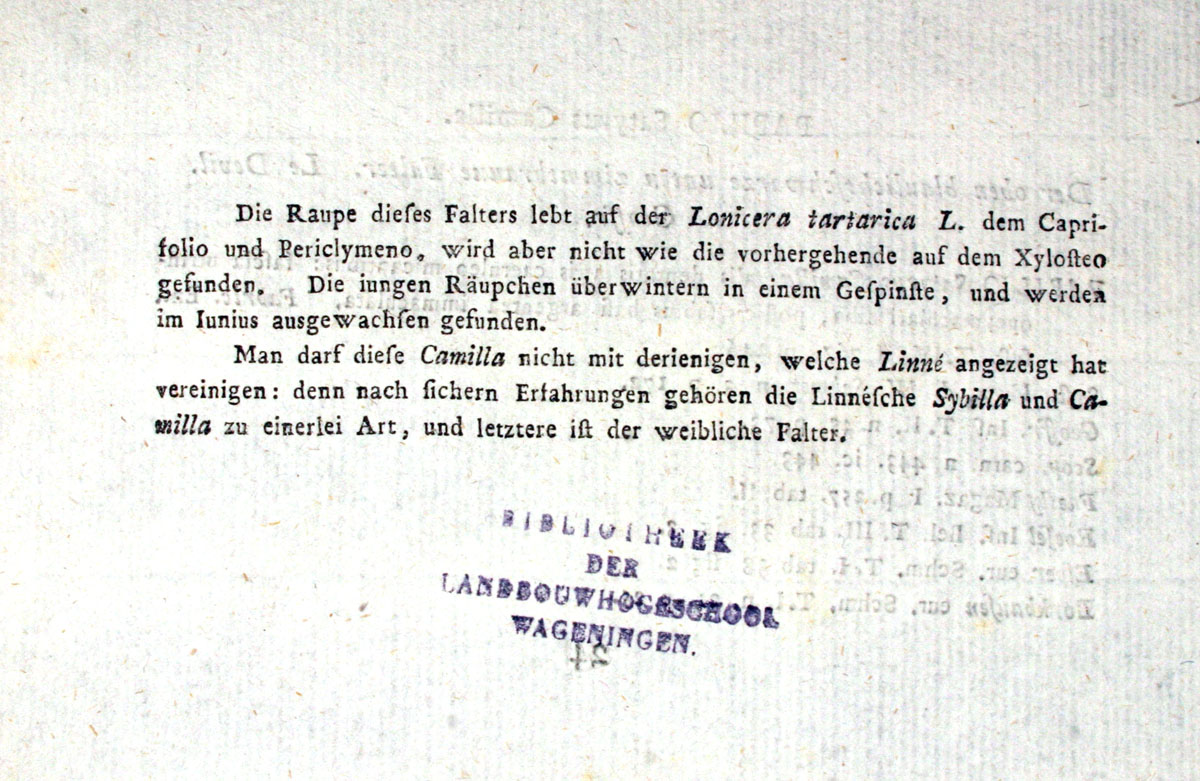 Die Raupe dieſes Falters lebt auf der Lonicera tartarica L. dem Capri-
folio und Periclymeno, wird aber nicht wie die vorhergehende auf dem Xyloſteo
gefunden. Die iungen Räupchen überwintern in einem Geſpinſte, und werden
im Iunius ausgewachſen gefunden.
Man darf dieſe Camilla nicht mit derienigen, welche Linné angezeigt hat
vereinigen: denn nach ſichern Erfahrungen gehören die Linnéſche Sybilla und Ca-
milla zu einerlei Art, und letztere iſt der weibliche Falter.
BIBLIOTHEEK
DER
LANDBOUWHOGESCHOOL
WAGENINGEN.